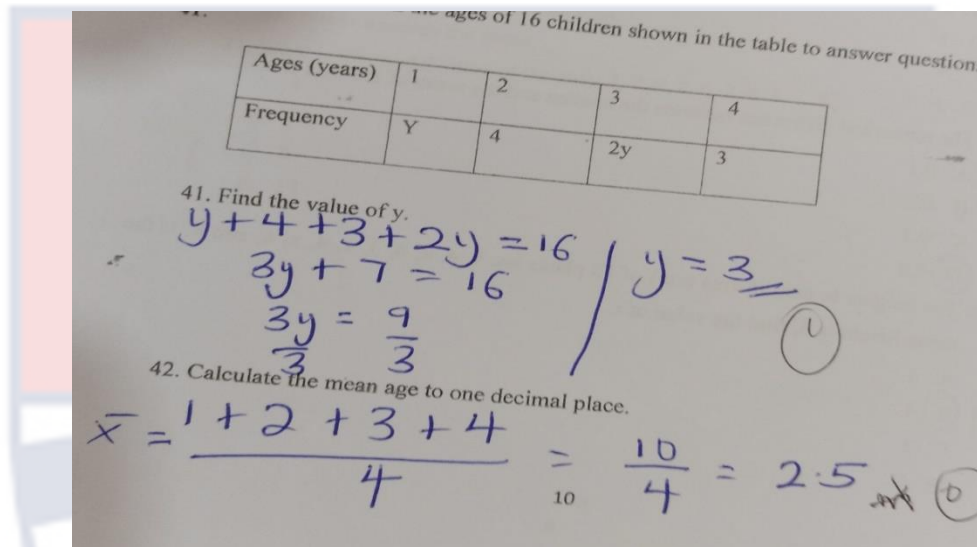 ages of 16 children shown in the table to answer question
Ages (years) 1 2 3 4
Frequency Y 4 2y 3
41. Find the value of y.
y + 4 + 3 + 2y = 16
3y + 7 = 16
3y/3 = 9/3
y = 3
42. Calculate the mean age to one decimal place.
x̄ = 1 + 2 + 3 + 4 / 4 = 10/4 = 2.5
0
10